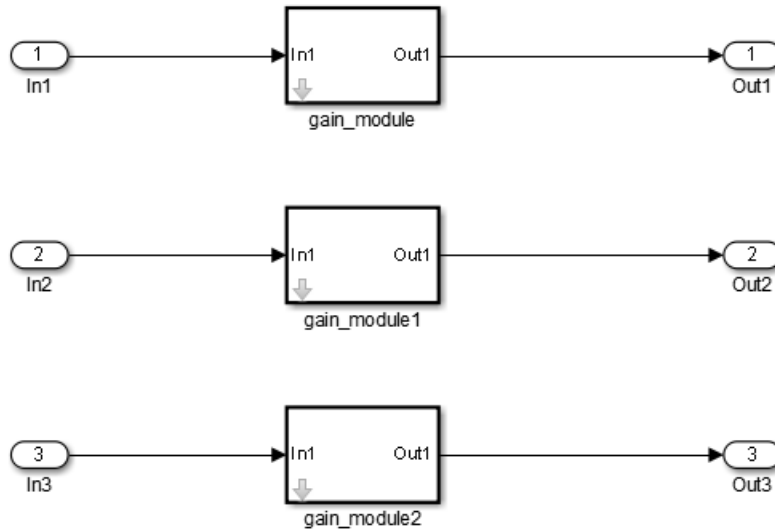 1
In1
In1 Out1
gain_module
1
Out1
2
In2
In1 Out1
gain_module1
2
Out2
3
In3
In1 Out1
gain_module2
3
Out3